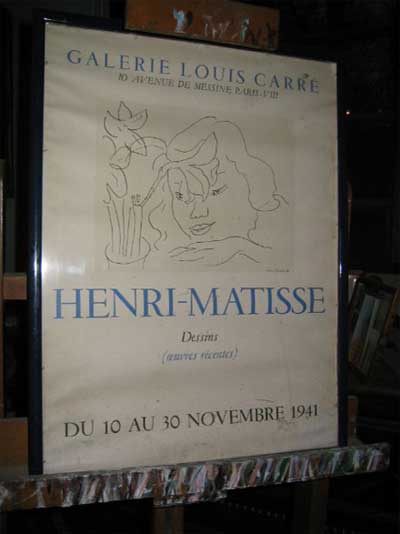 GALERIE LOUIS CARRÉ
10 AVENUE DE MESSINE PARIS-VIII
HENRI-MATISSE
Dessins
(œuvres récentes)
DU 10 AU 30 NOVEMBRE 1941